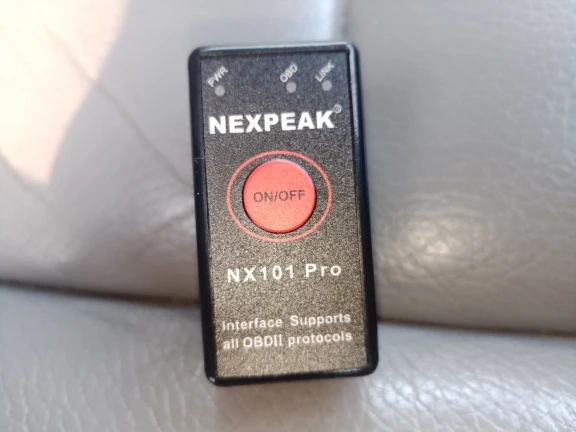 PWR OBD LINK
NEXPEAK®
ON/OFF
NX101 Pro
Interface Supports
all OBDII protocols